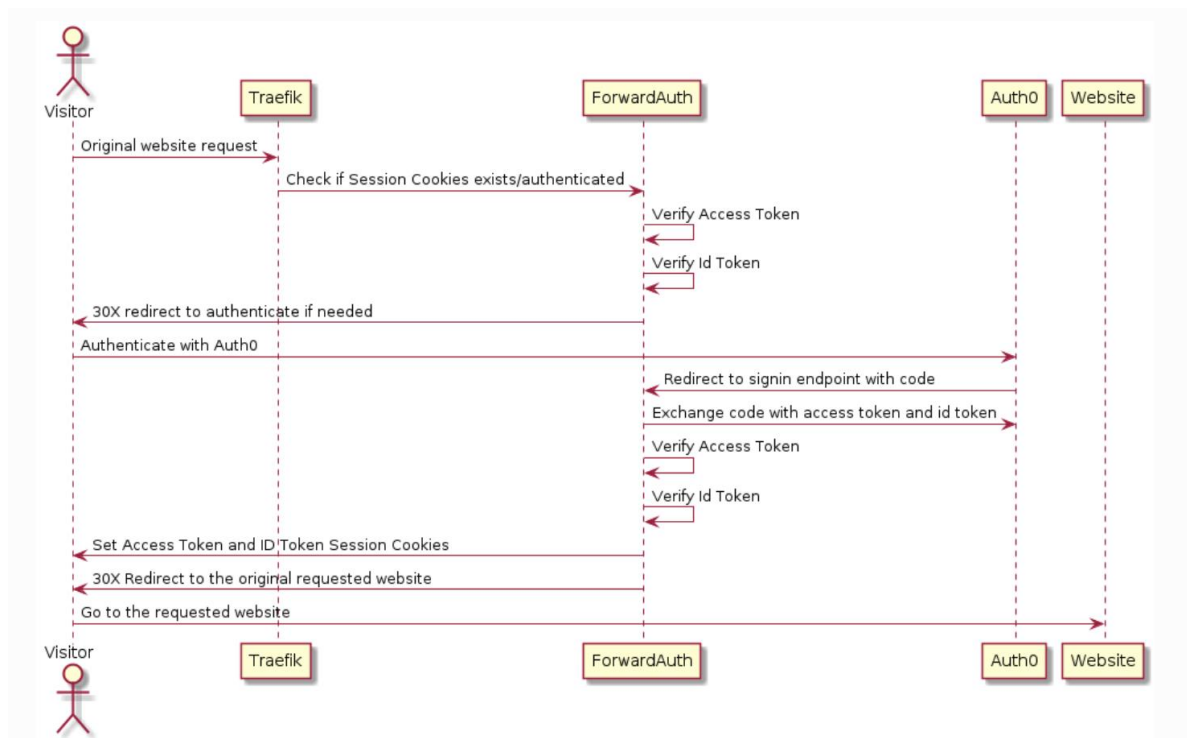 Visitor
Traefik
ForwardAuth
Auth0
Website
Original website request
Check if Session Cookies exists/authenticated
Verify Access Token
Verify Id Token
30X redirect to authenticate if needed
Authenticate with Auth0
Redirect to signin endpoint with code
Exchange code with access token and id token
Verify Access Token
Verify Id Token
Set Access Token and ID Token Session Cookies
30X Redirect to the original requested website
Go to the requested website
Visitor
Traefik
ForwardAuth
Auth0
Website